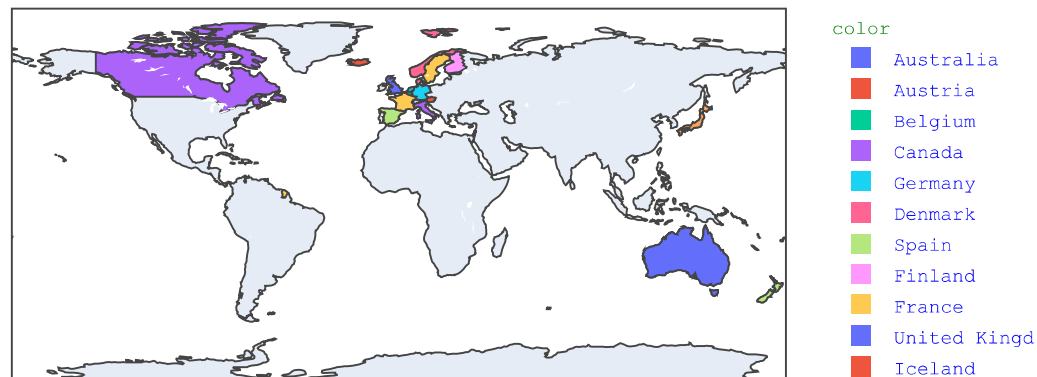 color
Australia
Austria
Belgium
Canada
Germany
Denmark
Spain
Finland
France
United Kingd
Iceland